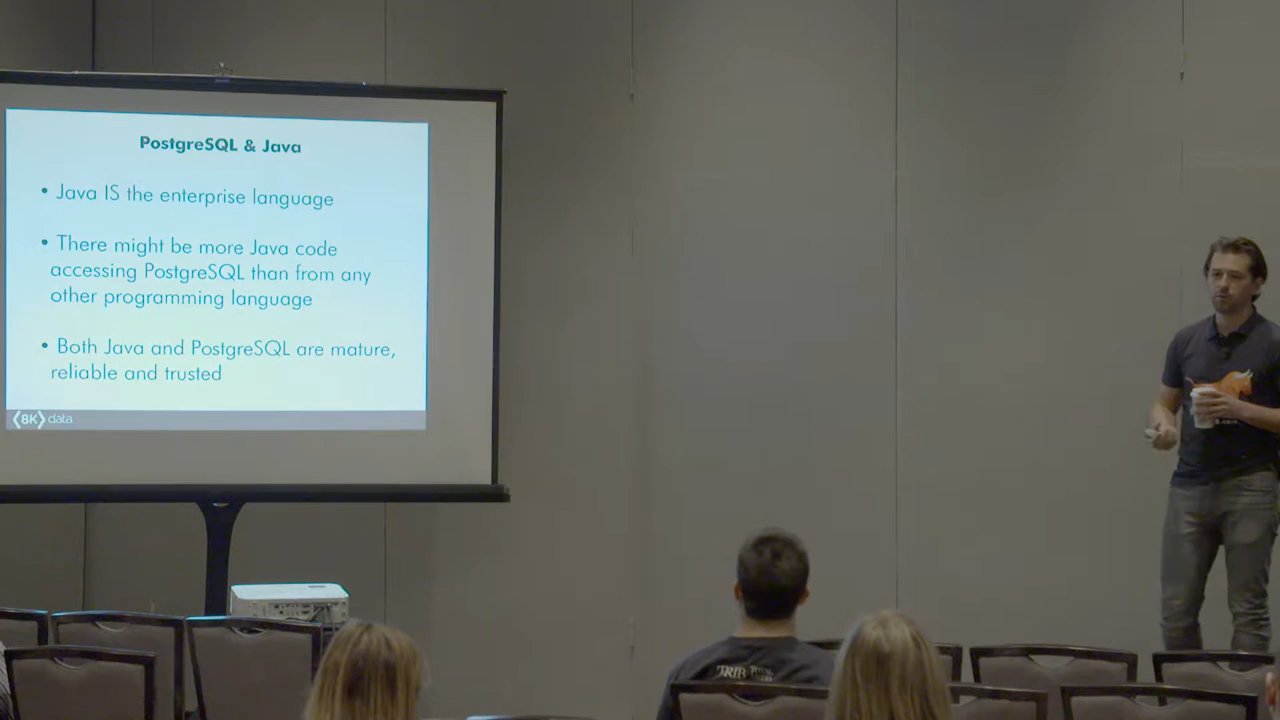 PostgreSQL & Java
• Java IS the enterprise language
• There might be more Java code
accessing PostgreSQL than from any
other programming language
• Both Java and PostgreSQL are mature,
reliable and trusted
⟨8K⟩data